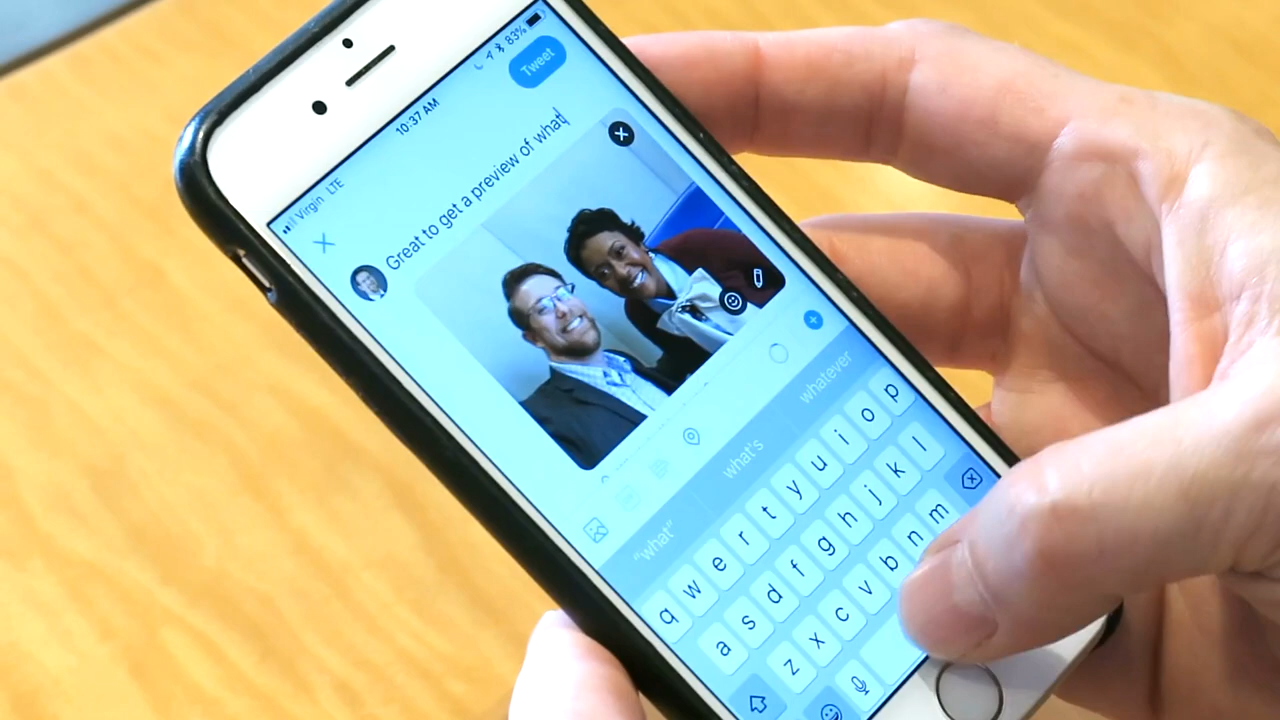 Virgin LTE
10:37 AM
83%
Tweet
Great to get a preview of what
"what"
what's
whatever
q w e r t y u i o p
a s d f g h j k l
z x c v b n m